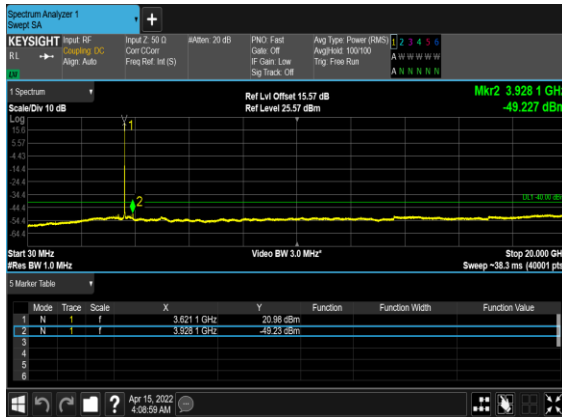 Spectrum Analyzer 1
Swept SA
+
KEYSIGHT Input: RF Input Z: 50 Ω #Atten: 20 dB PNO: Fast Avg Type: Power (RMS) 1 2 3 4 5 6
RL Coupling: DC Corr CCorr Gate: Off Avg|Hold: 100/100 A W W W W W
Align: Auto Freq Ref: Int (S) IF Gain: Low Trig: Free Run
Sig Track: Off A N N N N N
1 Spectrum Ref Lvl Offset 15.57 dB Mkr2 3.928 1 GHz
Scale/Div 10 dB Ref Level 25.57 dBm -49.227 dBm
Log
15.6
5.57
-4.43
-14.4
-24.4
-34.4
-44.4
-54.4
-64.4
1
2
DL1 -40.00 dBm
Start 30 MHz Video BW 3.0 MHz* Stop 20.000 GHz
#Res BW 1.0 MHz Sweep ~38.3 ms (40001 pts)
5 Marker Table
Mode Trace Scale X Y Function Function Width Function Value
1 N 1 f 3.621 1 GHz 20.98 dBm
2 N 1 f 3.928 1 GHz -49.23 dBm
3
4
5
6
? Apr 15, 2022
4:08:59 AM